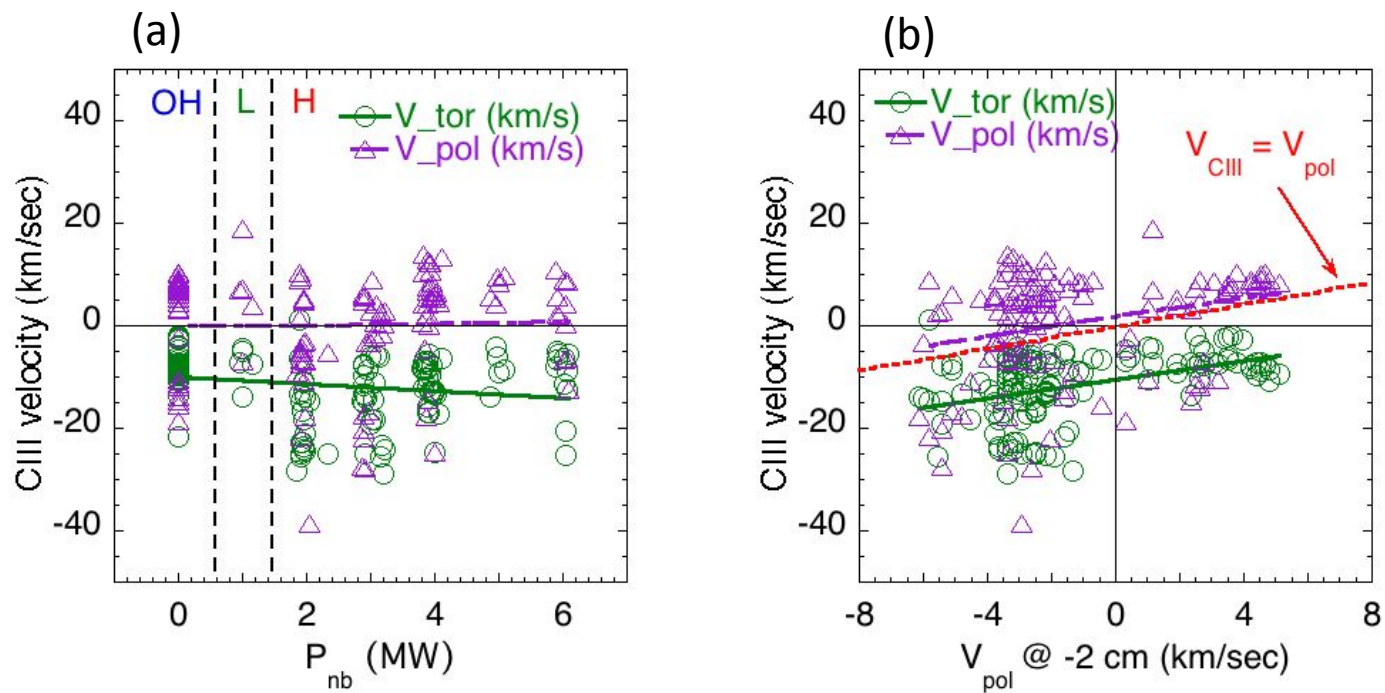 (a)
OH L H
V_tor (km/s)
V_pol (km/s)
CIII velocity (km/sec)
40
20
0
-20
-40
0 2 4 6
P_nb (MW)
(b)
V_tor (km/s)
V_pol (km/s)
V_CIII = V_pol
CIII velocity (km/sec)
40
20
0
-20
-40
-8 -4 0 4 8
V_pol @ -2 cm (km/sec)